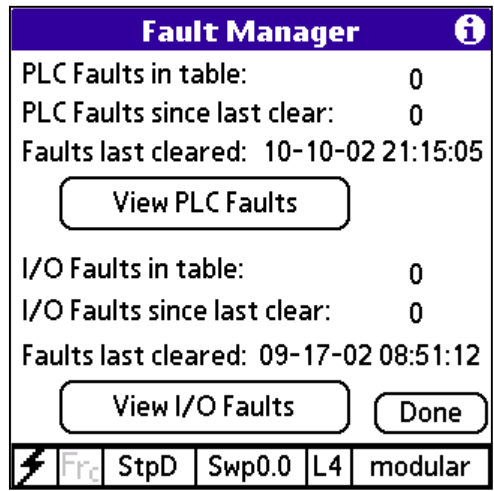 Fault Manager i
PLC Faults in table: 0
PLC Faults since last clear: 0
Faults last cleared: 10-10-02 21:15:05
View PLC Faults
I/O Faults in table: 0
I/O Faults since last clear: 0
Faults last cleared: 09-17-02 08:51:12
View I/O Faults Done
Frc StpD Swp0.0 L4 modular